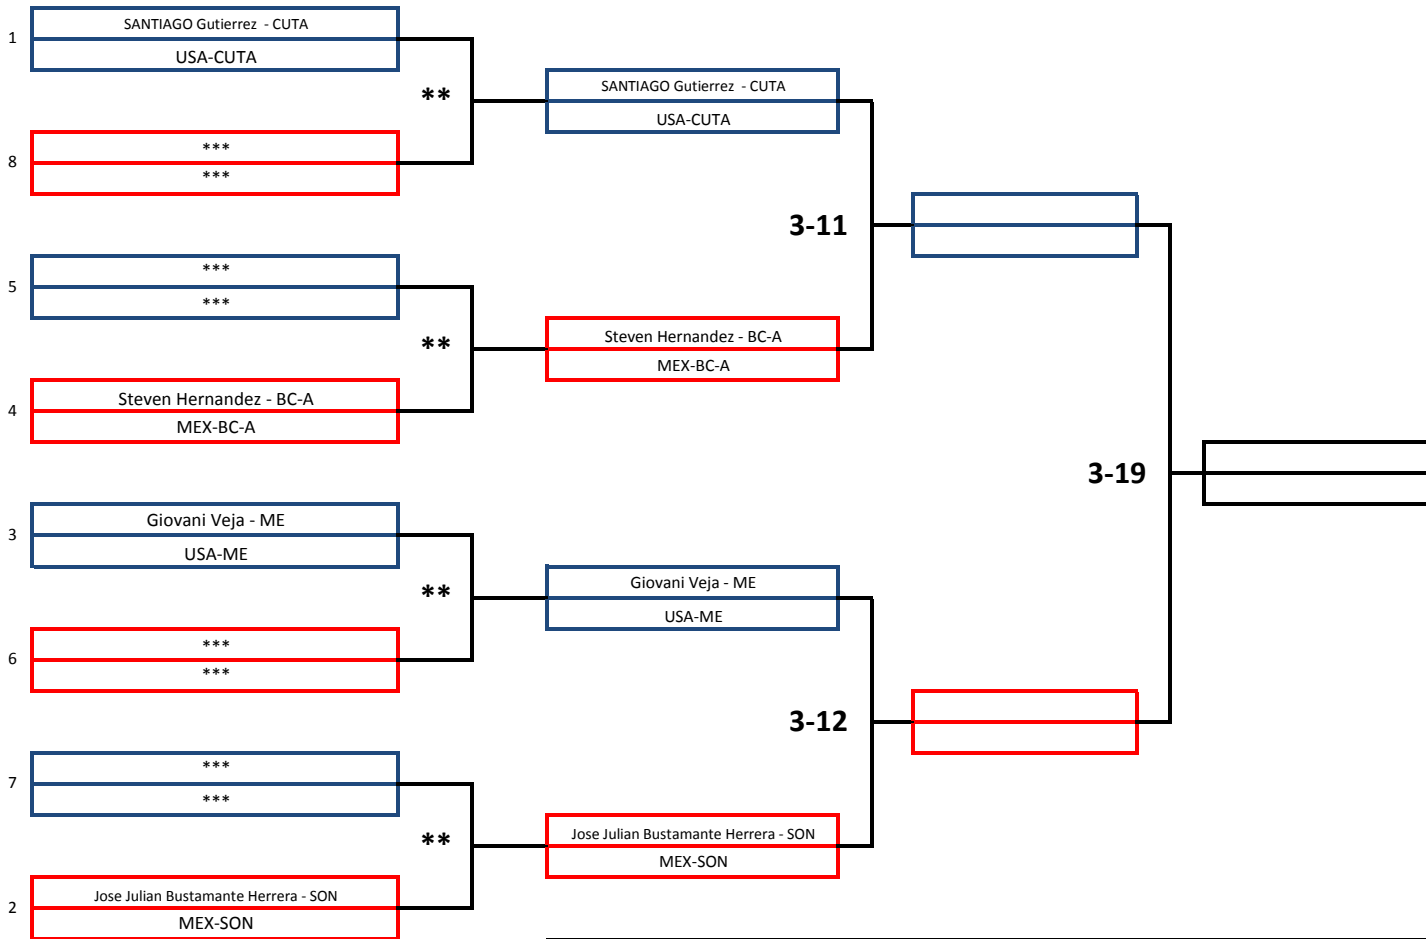 1
SANTIAGO Gutierrez - CUTA
USA-CUTA
**
8
***
***
5
***
***
**
4
Steven Hernandez - BC-A
MEX-BC-A
3
Giovani Veja - ME
USA-ME
**
6
***
***
7
***
***
**
2
Jose Julian Bustamante Herrera - SON
MEX-SON
SANTIAGO Gutierrez - CUTA
USA-CUTA
3-11
Steven Hernandez - BC-A
MEX-BC-A
Giovani Veja - ME
USA-ME
3-12
Jose Julian Bustamante Herrera - SON
MEX-SON
3-19